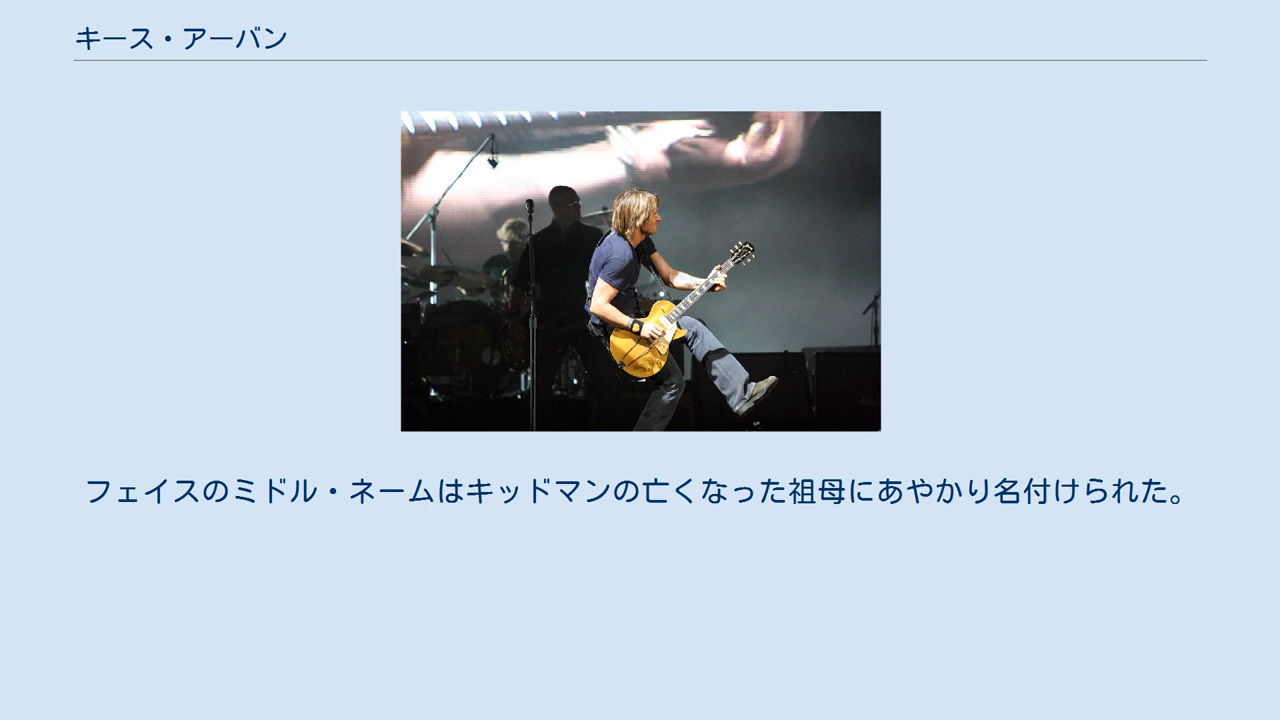 キース・アーバン
フェイスのミドル・ネームはキッドマンの亡くなった祖母にあやかり名付けられた。